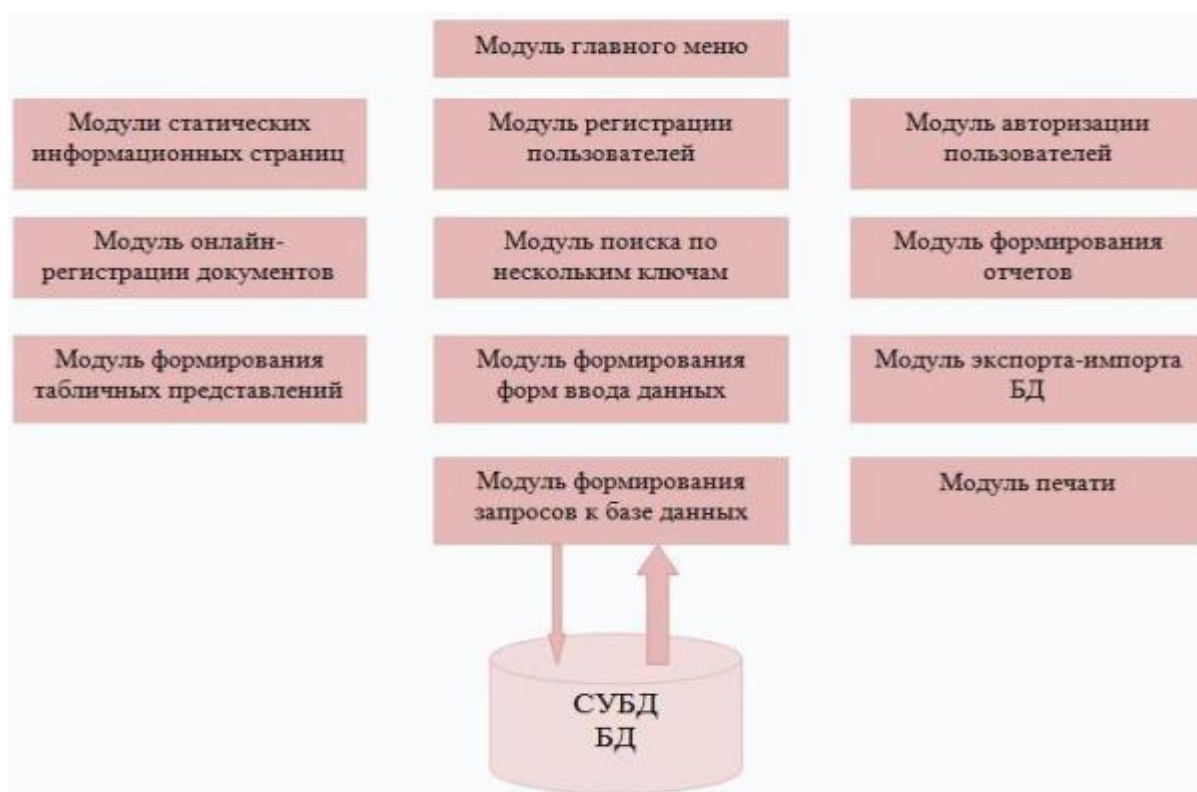 Модуль главного меню
Модули статических
информационных страниц
Модуль регистрации
пользователей
Модуль авторизации
пользователей
Модуль онлайн-
регистрации документов
Модуль поиска по
нескольким ключам
Модуль формирования
отчетов
Модуль формирования
табличных представлений
Модуль формирования
форм ввода данных
Модуль экспорта-импорта
БД
Модуль формирования
запросов к базе данных
Модуль печати
СУБД
БД